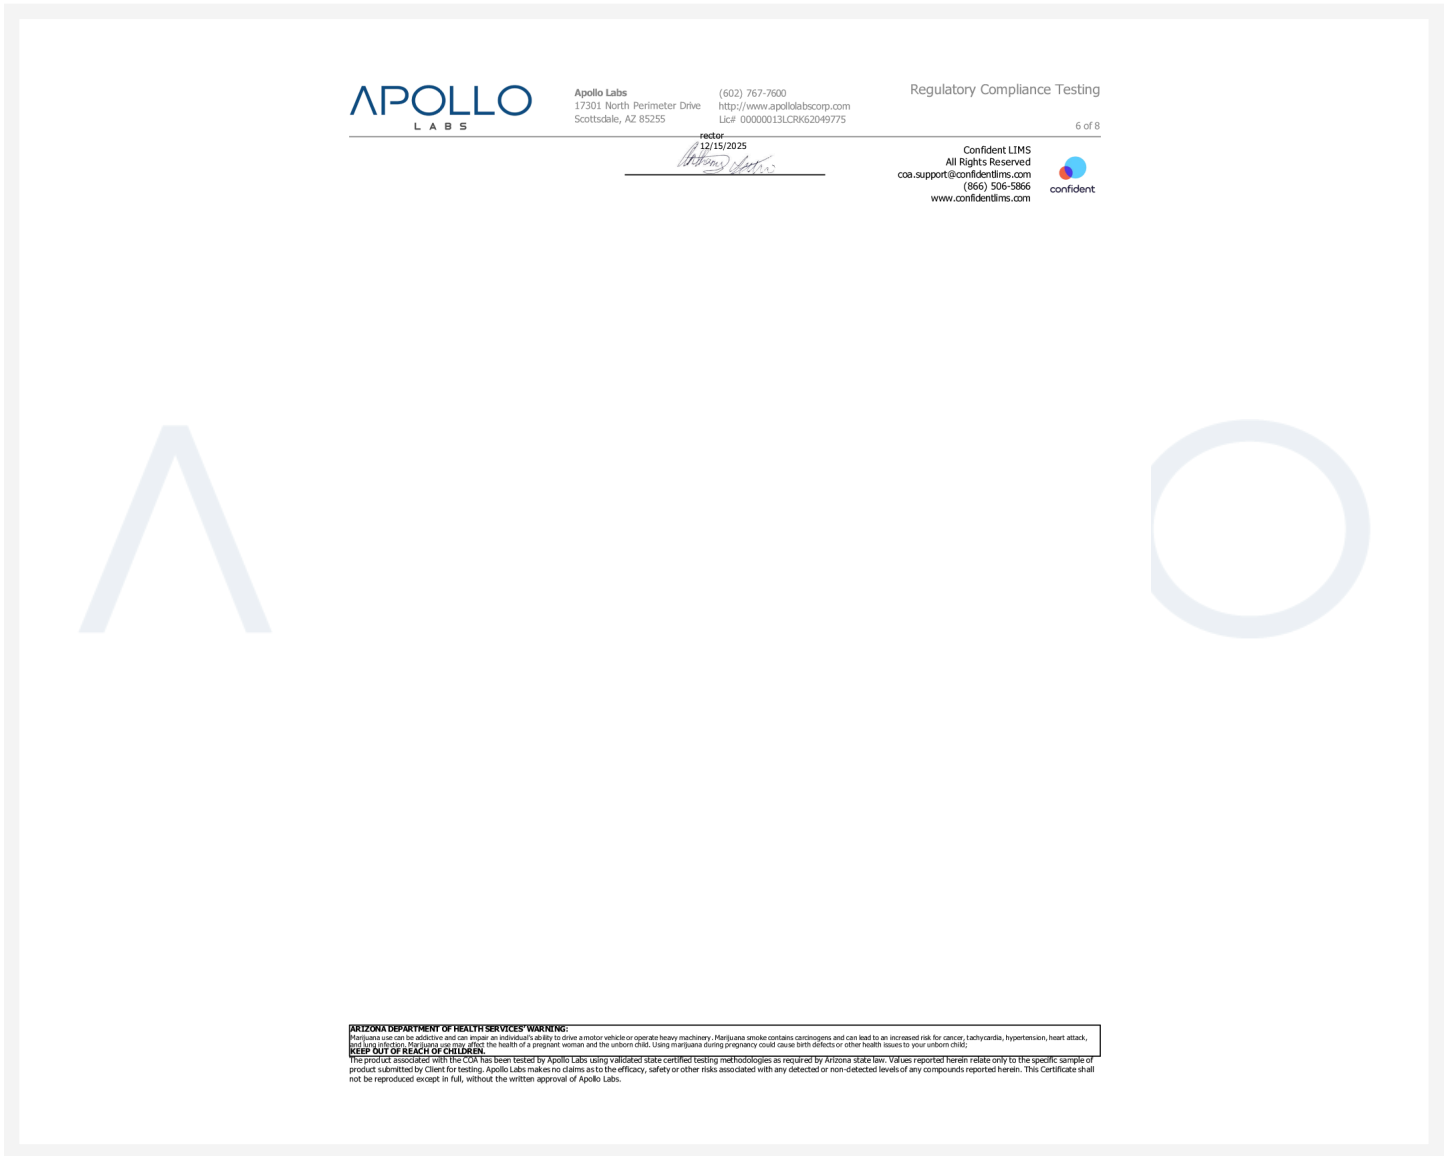 APOLLO
LABS
Apollo Labs
17301 North Perimeter Drive
Scottsdale, AZ 85255
(602) 767-7600
http://www.apollolabscorp.com
Lic# 00000013LCRK62049775
Regulatory Compliance Testing
6 of 8
rector
12/15/2025
Confident LIMS
All Rights Reserved
coa.support@confidentlims.com
(866) 506-5866
www.confidentlims.com
confident
ARIZONA DEPARTMENT OF HEALTH SERVICES' WARNING:
Marijuana use can be addictive and can impair an individual's ability to drive a motor vehicle or operate heavy machinery. Marijuana smoke contains carcinogens and can lead to an increased risk for cancer, tachycardia, hypertension, heart attack,
and lung infection. Marijuana use may affect the health of a pregnant woman and the unborn child. Using marijuana during pregnancy could cause birth defects or other health issues to your unborn child;
KEEP OUT OF REACH OF CHILDREN.
The product associated with the COA has been tested by Apollo Labs using validated state certified testing methodologies as required by Arizona state law. Values reported herein relate only to the specific sample of
product submitted by Client for testing. Apollo Labs makes no claims as to the efficacy, safety or other risks associated with any detected or non-detected levels of any compounds reported herein. This Certificate shall
not be reproduced except in full, without the written approval of Apollo Labs.